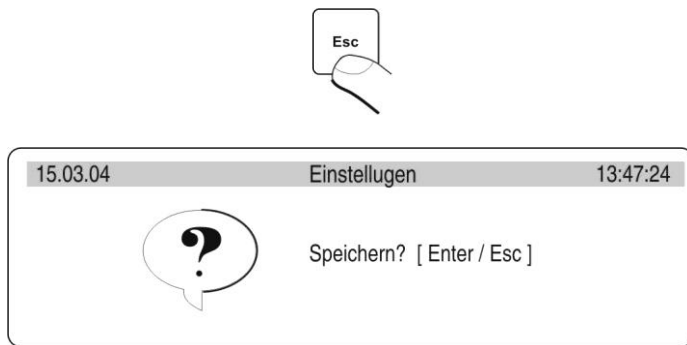 Esc
15.03.04 Einstellugen 13:47:24
?
Speichern? [ Enter / Esc ]